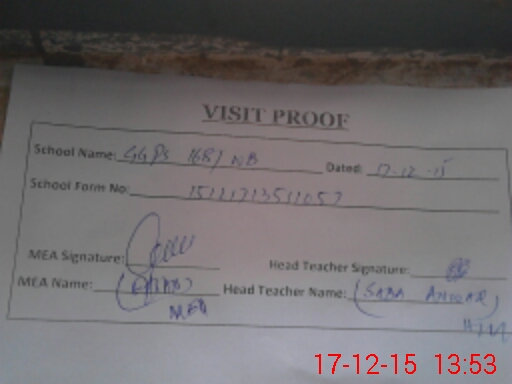 VISIT PROOF
School Name: GGPS 168/ NB Dated: 17-12-15
School Form No:
MEA Signature: Head Teacher Signature:
MEA Name: Head Teacher Name: (SABA ANWAR)
MEA
17-12-15 13:53